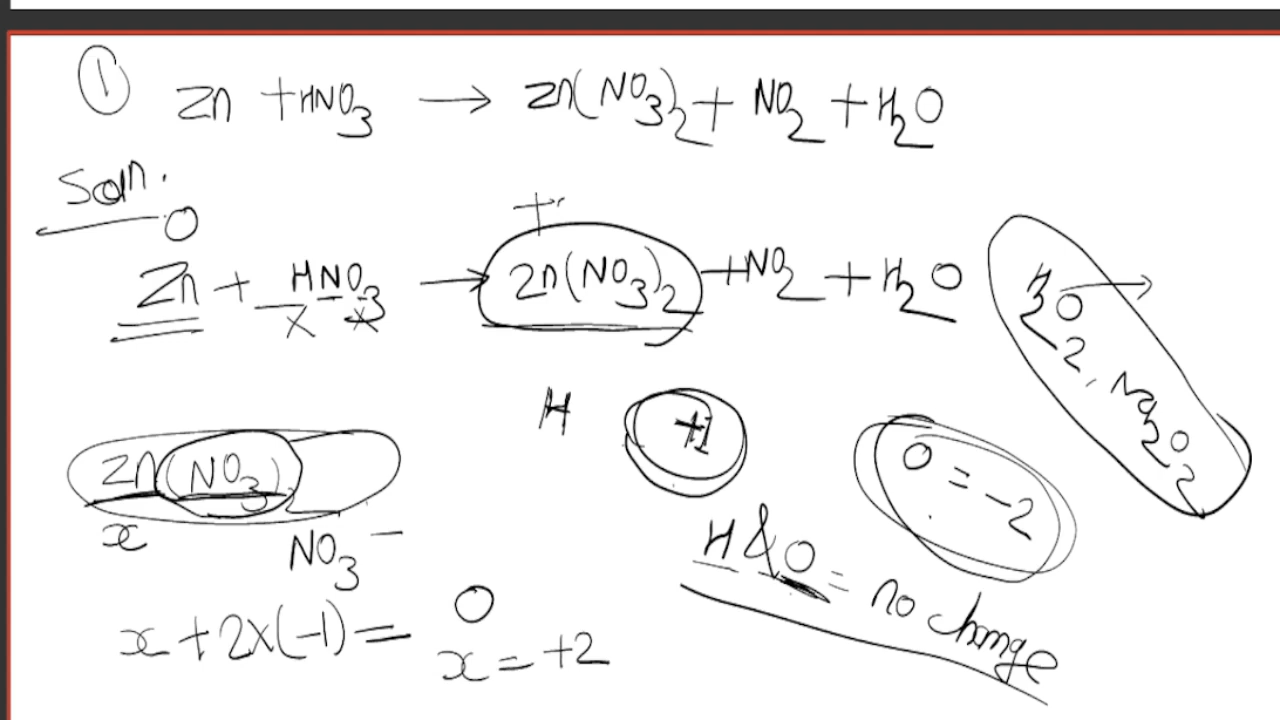 ① Zn + HNO3 → Zn(NO3)2 + NO2 + H2O
Soln.
0
Zn + HNO3 → Zn(NO3)2 + NO2 + H2O
x x
H2O2, Na2O2 →
H +1
O = -2
Zn(NO3)2
x
NO3-
H & O = no change
x + 2x(-1) = 0
x = +2